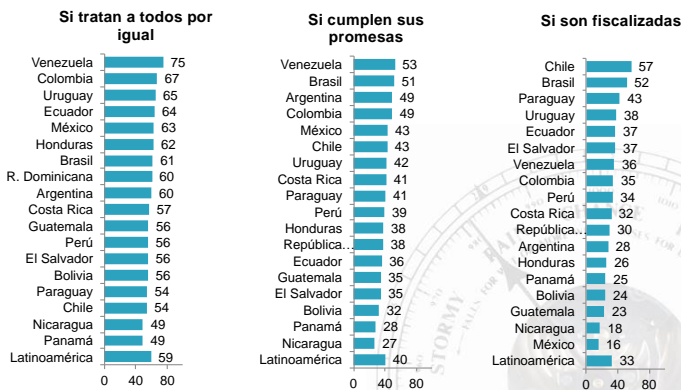 Si tratan a todos por
igual
Venezuela 75
Colombia 67
Uruguay 65
Ecuador 64
México 63
Honduras 62
Brasil 61
R. Dominicana 60
Argentina 60
Costa Rica 57
Guatemala 56
Perú 56
El Salvador 56
Bolivia 56
Paraguay 54
Chile 54
Nicaragua 49
Panamá 49
Latinoamérica 59
0 40 80
Si cumplen sus
promesas
Venezuela 53
Brasil 51
Argentina 49
Colombia 49
México 43
Chile 43
Uruguay 42
Costa Rica 41
Paraguay 41
Perú 39
Honduras 38
República… 38
Ecuador 36
Guatemala 35
El Salvador 35
Bolivia 32
Panamá 28
Nicaragua 27
Latinoamérica 40
0 40 80
Si son fiscalizadas
Chile 57
Brasil 52
Paraguay 43
Uruguay 38
Ecuador 37
El Salvador 37
Venezuela 36
Colombia 35
Perú 34
Costa Rica 32
República… 30
Argentina 28
Honduras 26
Panamá 25
Bolivia 24
Guatemala 23
Nicaragua 18
México 16
Latinoamérica 33
0 40 80
STORMY
RAIN
CHANGE